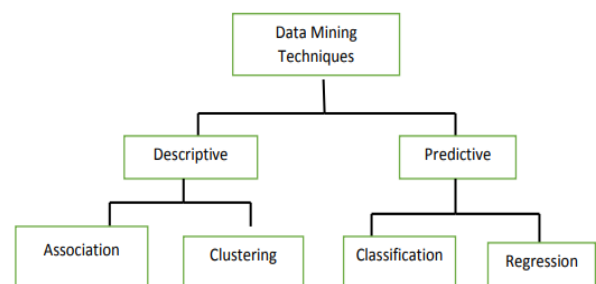 Data Mining
Techniques
Descriptive
Predictive
Association
Clustering
Classification
Regression